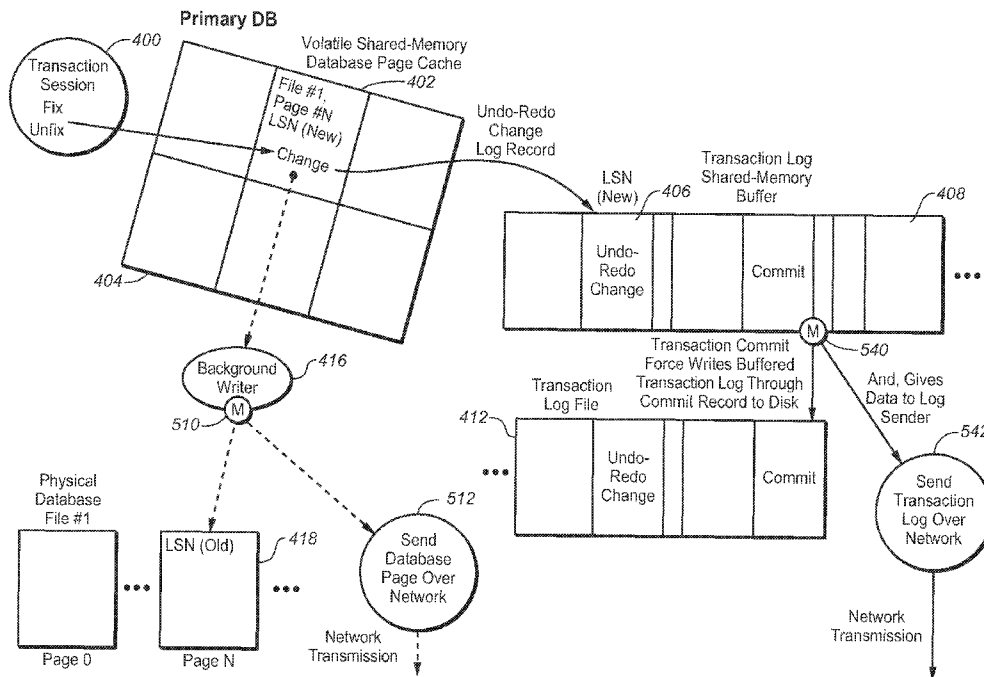 Primary DB
400
Transaction
Session
Fix
Unfix
Volatile Shared-Memory
Database Page Cache
402
File #1,
Page #N
LSN (New)
Change
404
Undo-Redo
Change
Log Record
LSN
(New)
406
Transaction Log
Shared-Memory
Buffer
408
Undo-
Redo
Change
Commit
•••
M
540
Background
Writer
416
M
510
Transaction Commit
Force Writes Buffered
Transaction Log Through
Commit Record to Disk
And, Gives
Data to Log
Sender
Transaction
Log File
412
•••
Undo-
Redo
Change
Commit
542
Send
Transaction
Log Over
Network
Physical
Database
File #1
•••
LSN (Old)
418
•••
512
Send
Database
Page Over
Network
Page 0
Page N
Network
Transmission
Network
Transmission